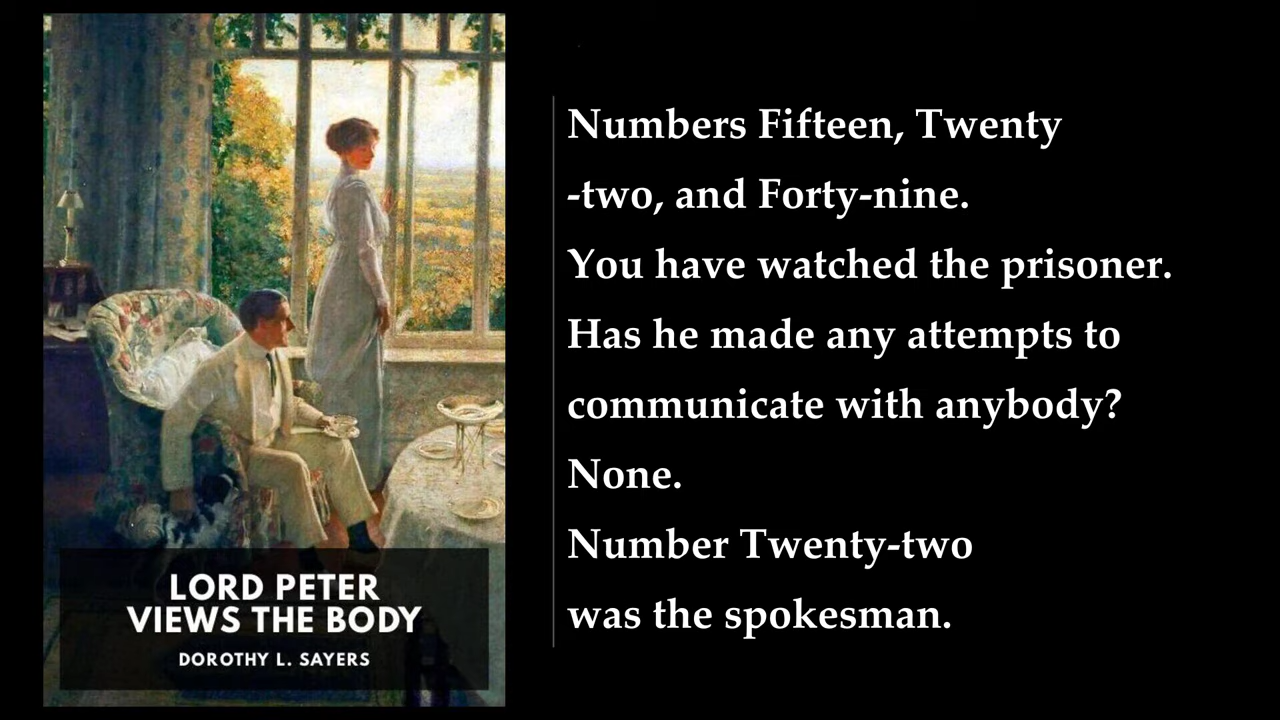 Numbers Fifteen, Twenty
-two, and Forty-nine.
You have watched the prisoner.
Has he made any attempts to
communicate with anybody?
None.
Number Twenty-two
was the spokesman.
LORD PETER
VIEWS THE BODY
DOROTHY L. SAYERS